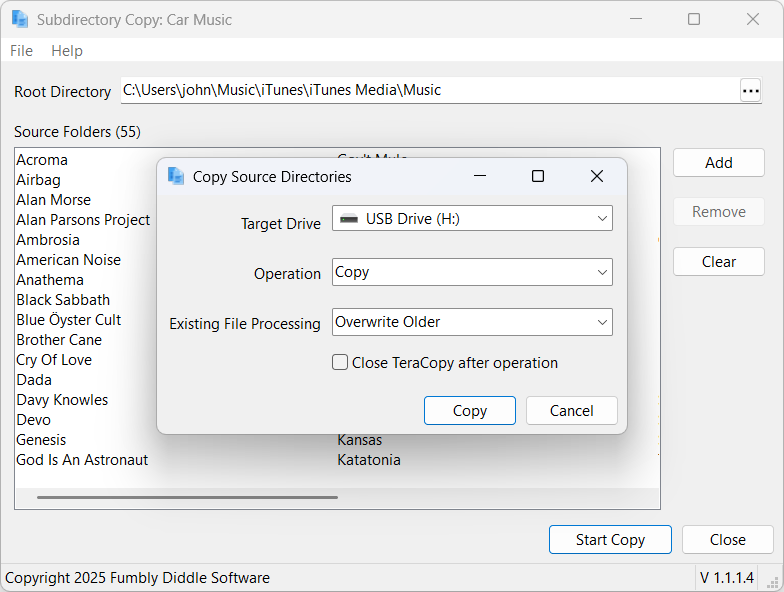 Subdirectory Copy: Car Music
File Help
Root Directory C:\Users\john\Music\iTunes\iTunes Media\Music ...
Source Folders (55)
Acroma
Airbag
Alan Morse
Alan Parsons Project
Ambrosia
American Noise
Anathema
Black Sabbath
Blue Öyster Cult
Brother Cane
Cry Of Love
Dada
Davy Knowles
Devo
Genesis
God Is An Astronaut
Kansas
Katatonia
Add
Remove
Clear
Copy Source Directories
Target Drive USB Drive (H:)
Operation Copy
Existing File Processing Overwrite Older
Close TeraCopy after operation
Copy Cancel
Start Copy Close
Copyright 2025 Fumbly Diddle Software V 1.1.1.4